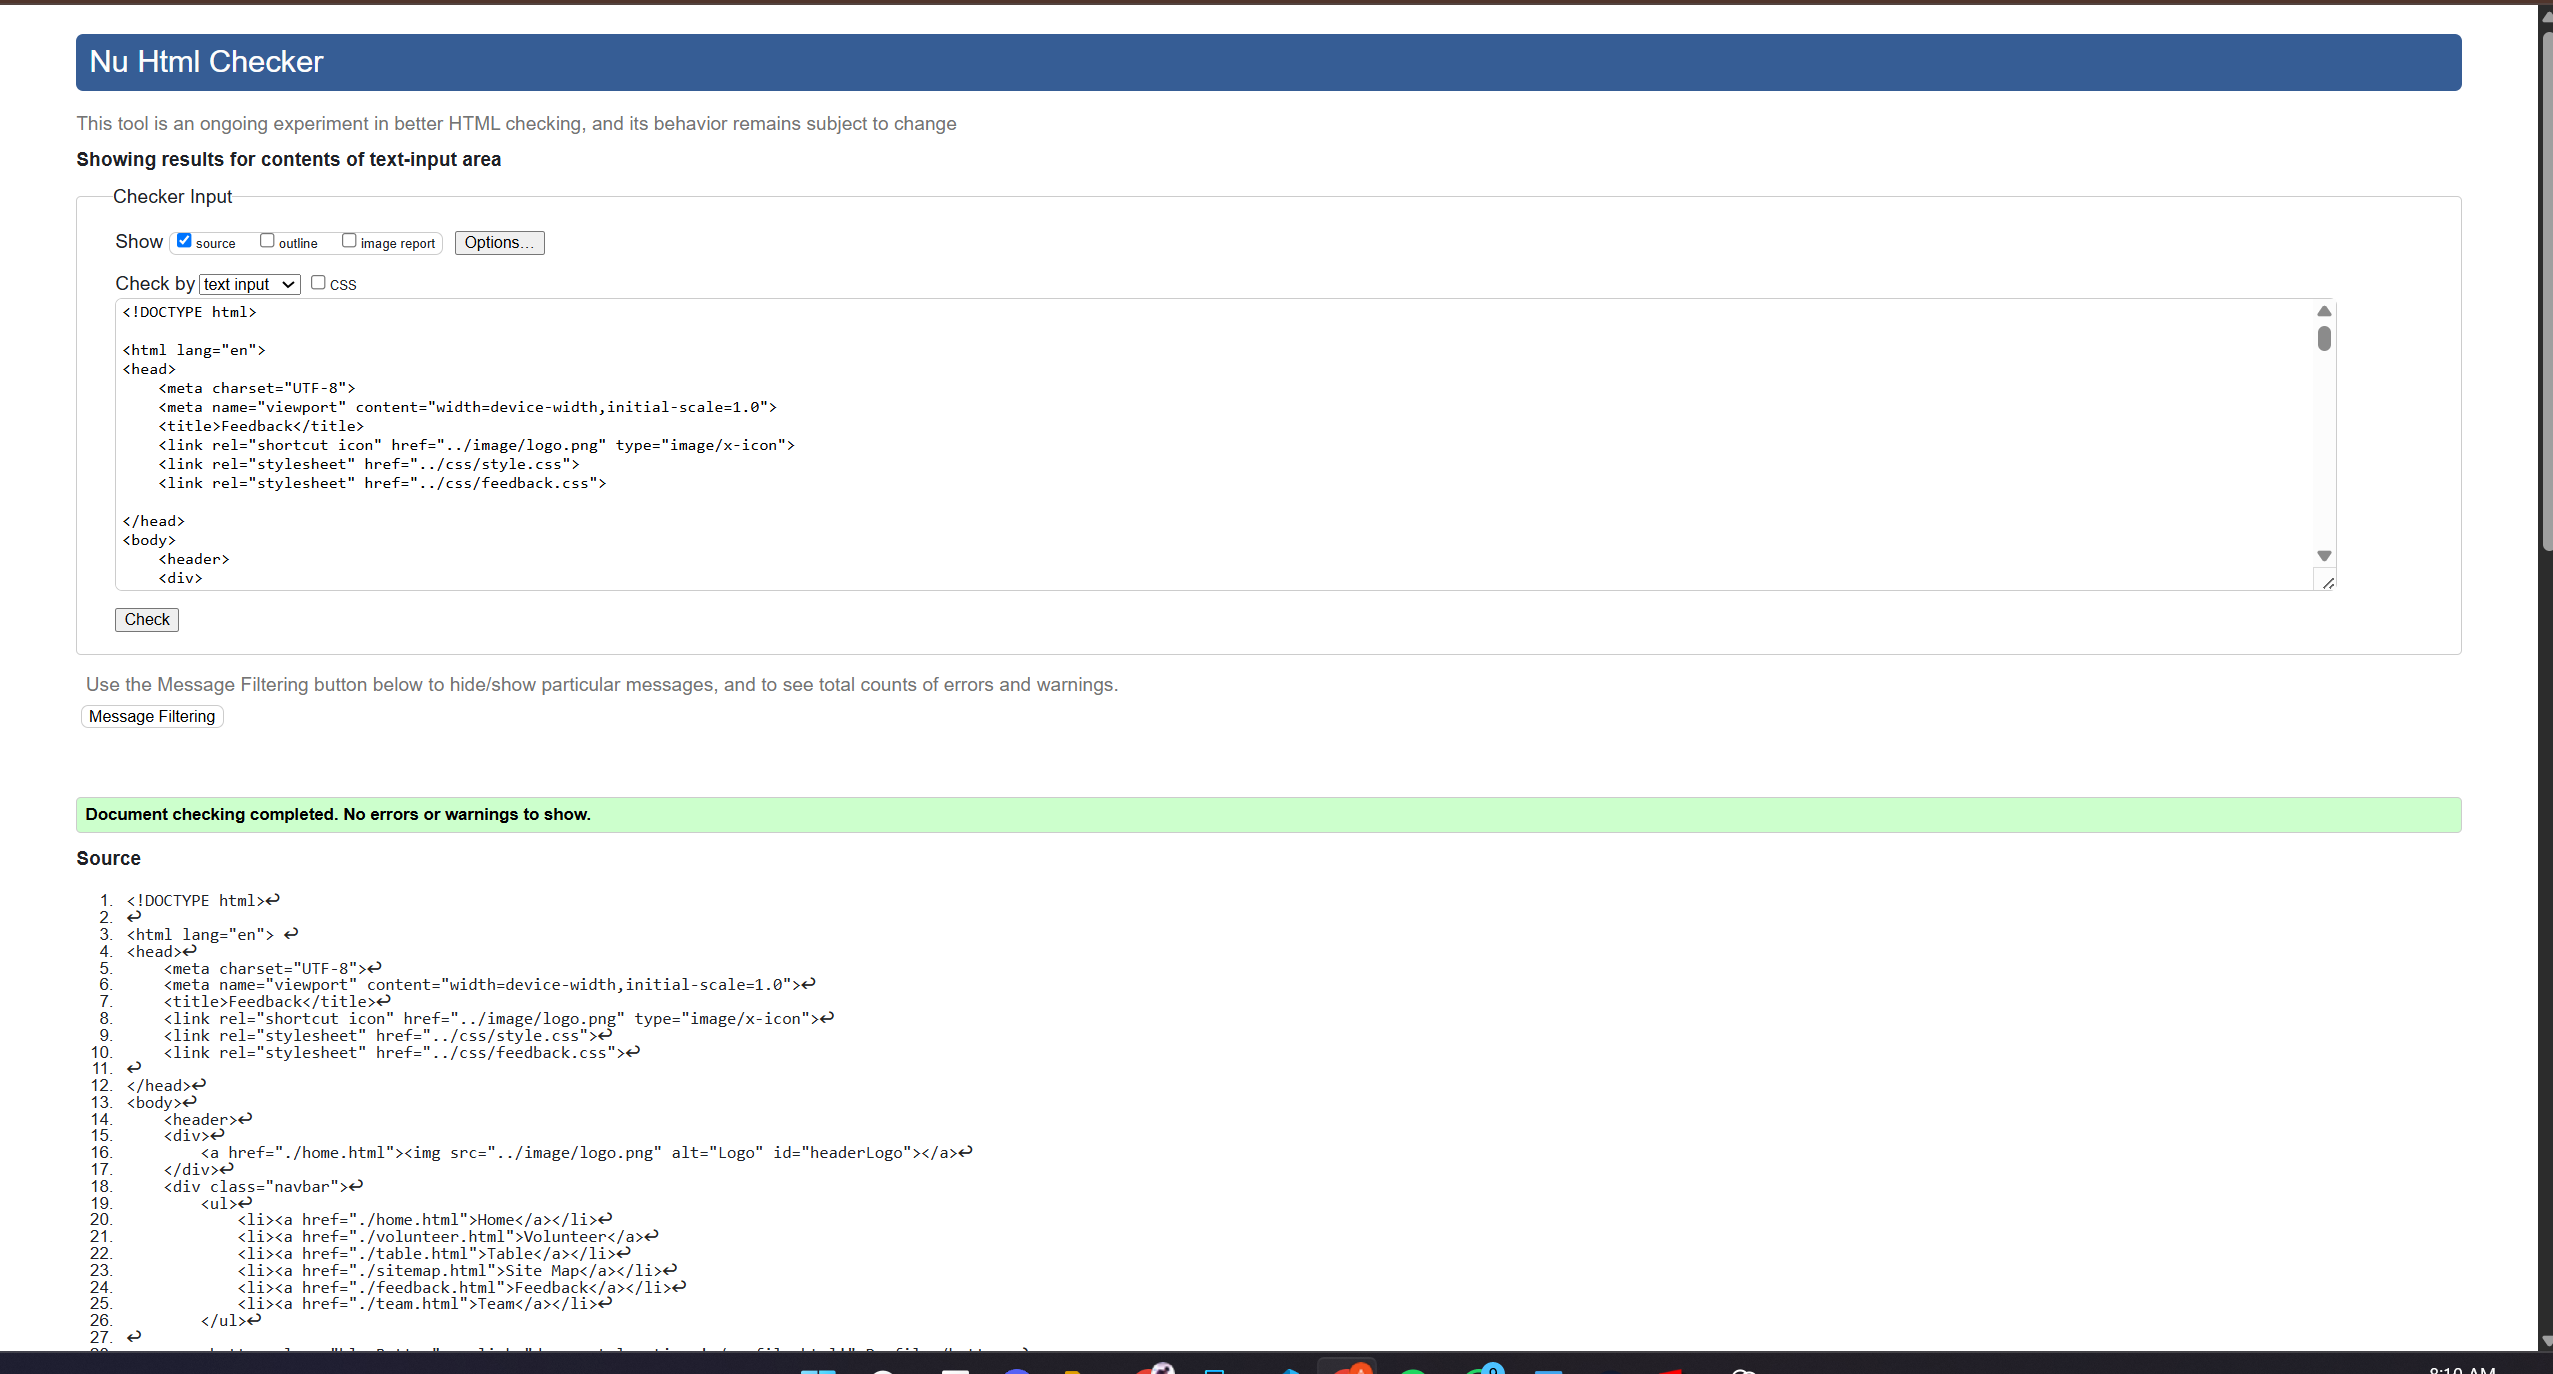 Nu Html Checker
This tool is an ongoing experiment in better HTML checking, and its behavior remains subject to change
Showing results for contents of text-input area
Checker Input
Show source outline image report Options...
Check by text input CSS
<!DOCTYPE html>
<html lang="en">
<head>
    <meta charset="UTF-8">
    <meta name="viewport" content="width=device-width,initial-scale=1.0">
    <title>Feedback</title>
    <link rel="shortcut icon" href="../image/logo.png" type="image/x-icon">
    <link rel="stylesheet" href="../css/style.css">
    <link rel="stylesheet" href="../css/feedback.css">
</head>
<body>
    <header>
    <div>
Check
Use the Message Filtering button below to hide/show particular messages, and to see total counts of errors and warnings.
Message Filtering
Document checking completed. No errors or warnings to show.
Source
1. <!DOCTYPE html>↩
2. ↩
3. <html lang="en"> ↩
4. <head>↩
5.     <meta charset="UTF-8">↩
6.     <meta name="viewport" content="width=device-width,initial-scale=1.0">↩
7.     <title>Feedback</title>↩
8.     <link rel="shortcut icon" href="../image/logo.png" type="image/x-icon">↩
9.     <link rel="stylesheet" href="../css/style.css">↩
10.     <link rel="stylesheet" href="../css/feedback.css">↩
11. ↩
12. </head>↩
13. <body>↩
14.     <header>↩
15.     <div>↩
16.         <a href="./home.html"><img src="../image/logo.png" alt="Logo" id="headerLogo"></a>↩
17.     </div>↩
18.     <div class="navbar">↩
19.         <ul>↩
20.             <li><a href="./home.html">Home</a></li>↩
21.             <li><a href="./volunteer.html">Volunteer</a>↩
22.             <li><a href="./table.html">Table</a></li>↩
23.             <li><a href="./sitemap.html">Site Map</a></li>↩
24.             <li><a href="./feedback.html">Feedback</a></li>↩
25.             <li><a href="./team.html">Team</a></li>↩
26.         </ul>↩
27. ↩
8:10 AM